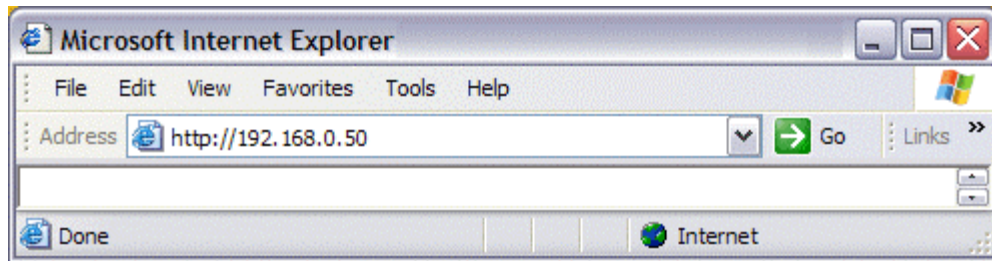 Microsoft Internet Explorer
File Edit View Favorites Tools Help
Address http://192.168.0.50 Go Links »
Done Internet